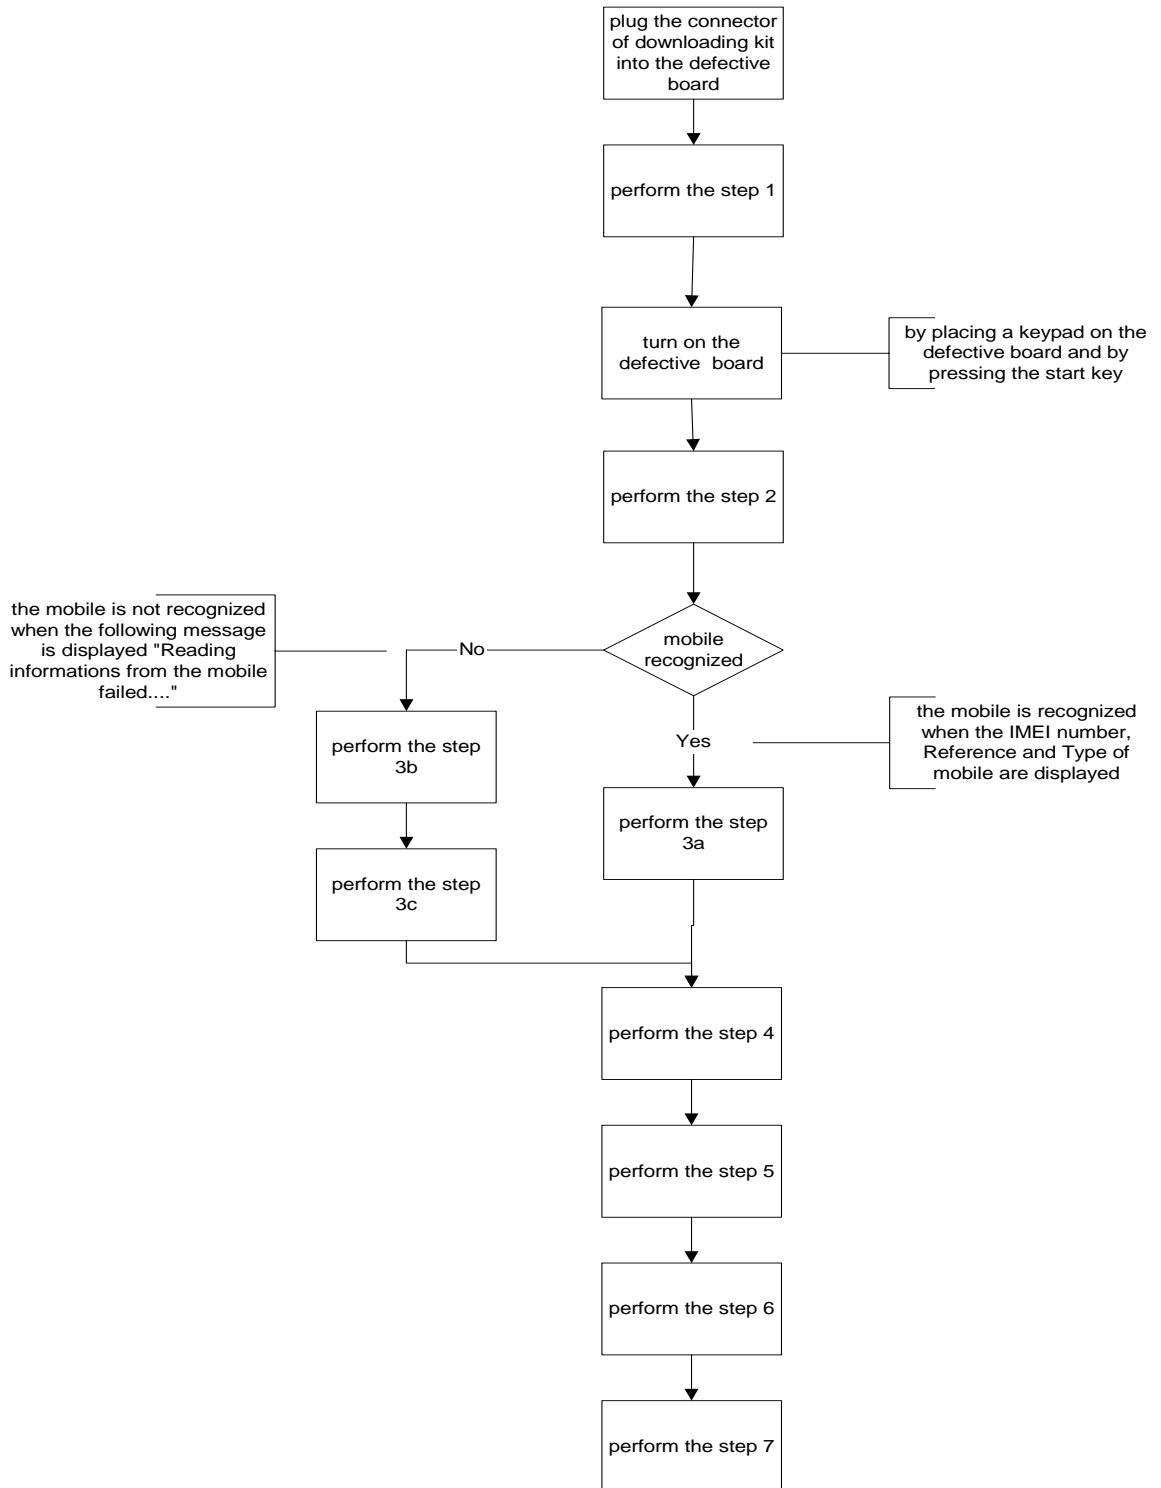 plug the connector
of downloading kit
into the defective
board
perform the step 1
turn on the
defective board
by placing a keypad on the
defective board and by
pressing the start key
perform the step 2
the mobile is not recognized
when the following message
is displayed "Reading
informations from the mobile
failed...."
No
mobile
recognized
Yes
the mobile is recognized
when the IMEI number,
Reference and Type of
mobile are displayed
perform the step
3b
perform the step
3a
perform the step
3c
perform the step 4
perform the step 5
perform the step 6
perform the step 7